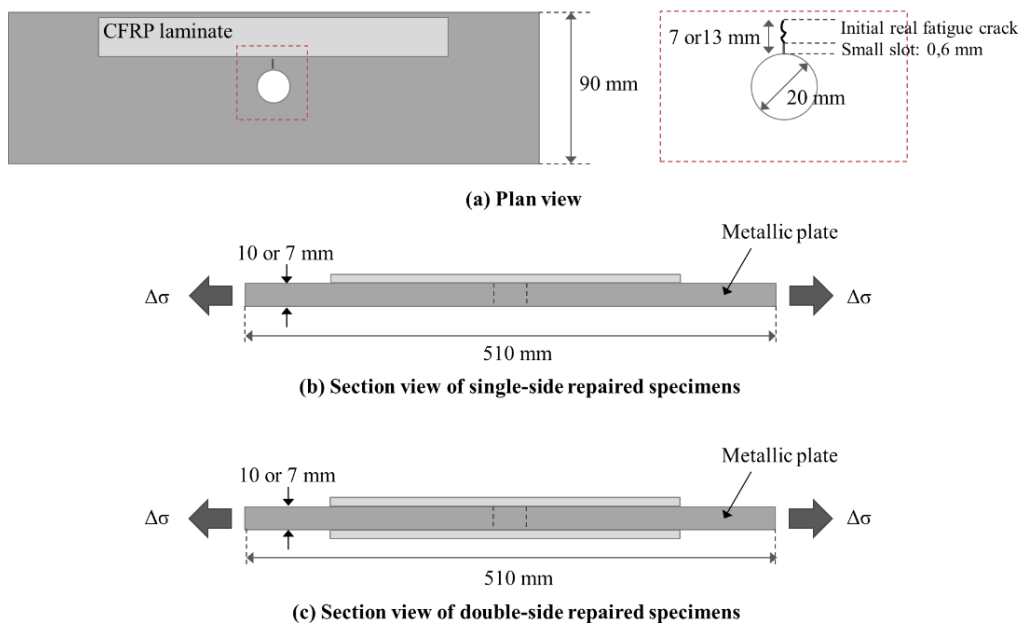 CFRP laminate
90 mm
7 or13 mm
Initial real fatigue crack
Small slot: 0,6 mm
20 mm
(a) Plan view
10 or 7 mm
Metallic plate
Δσ
Δσ
510 mm
(b) Section view of single-side repaired specimens
10 or 7 mm
Metallic plate
Δσ
Δσ
510 mm
(c) Section view of double-side repaired specimens